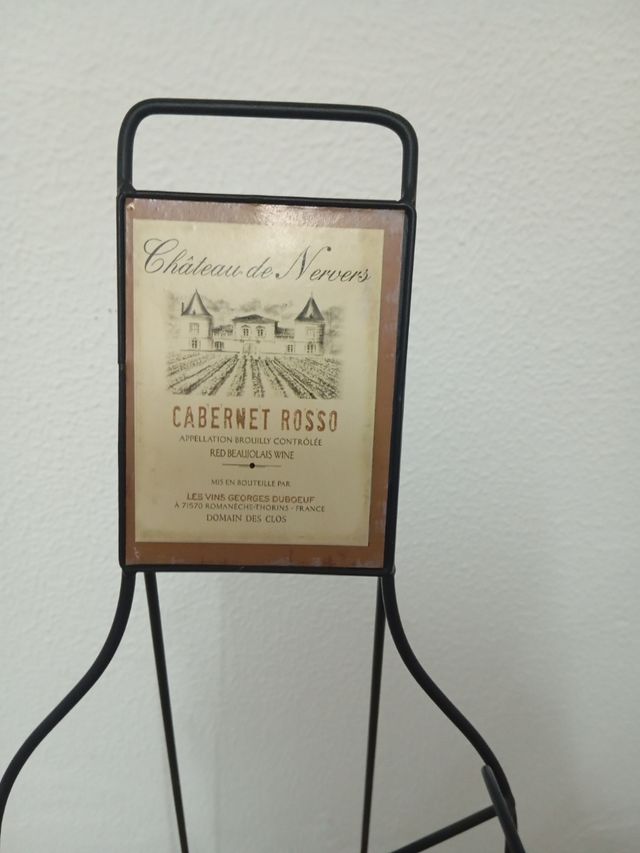 Château de Nervers
CABERNET ROSSO
APPELLATION BROUILLY CONTRÔLÉE
RED BEAUJOLAIS WINE
MIS EN BOUTEILLE PAR
LES VINS GEORGES DUBOEUF
À 71570 ROMANÈCHE-THORINS - FRANCE
DOMAIN DES CLOS